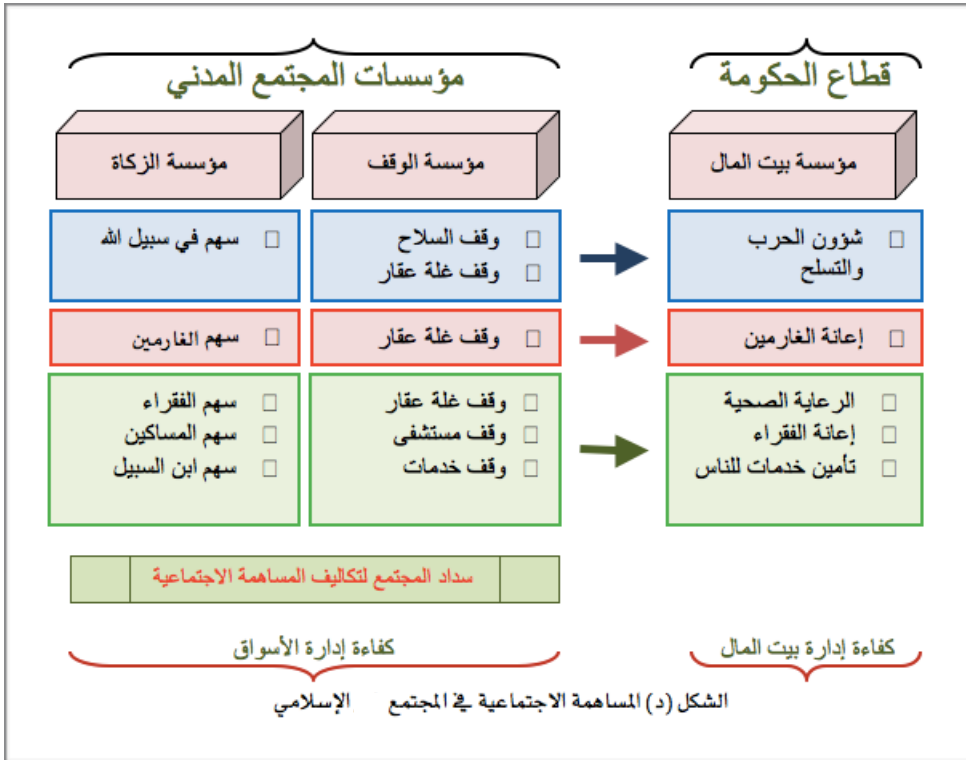 قطاع الحكومة
مؤسسات المجتمع المدني
مؤسسة بيت المال
مؤسسة الوقف
مؤسسة الزكاة
شؤون الحرب
والتسلح
وقف السلاح
وقف غلة عقار
سهم في سبيل الله
إعانة الغارمين
وقف غلة عقار
سهم الغارمين
الرعاية الصحية
إعانة الفقراء
تأمين خدمات للناس
وقف غلة عقار
وقف مستشفى
وقف خدمات
سهم الفقراء
سهم المساكين
سهم ابن السبيل
سداد المجتمع لتكاليف المساهمة الاجتماعية
كفاءة إدارة بيت المال
كفاءة إدارة الأسواق
الشكل (د) المساهمة الاجتماعية في المجتمع الإسلامي